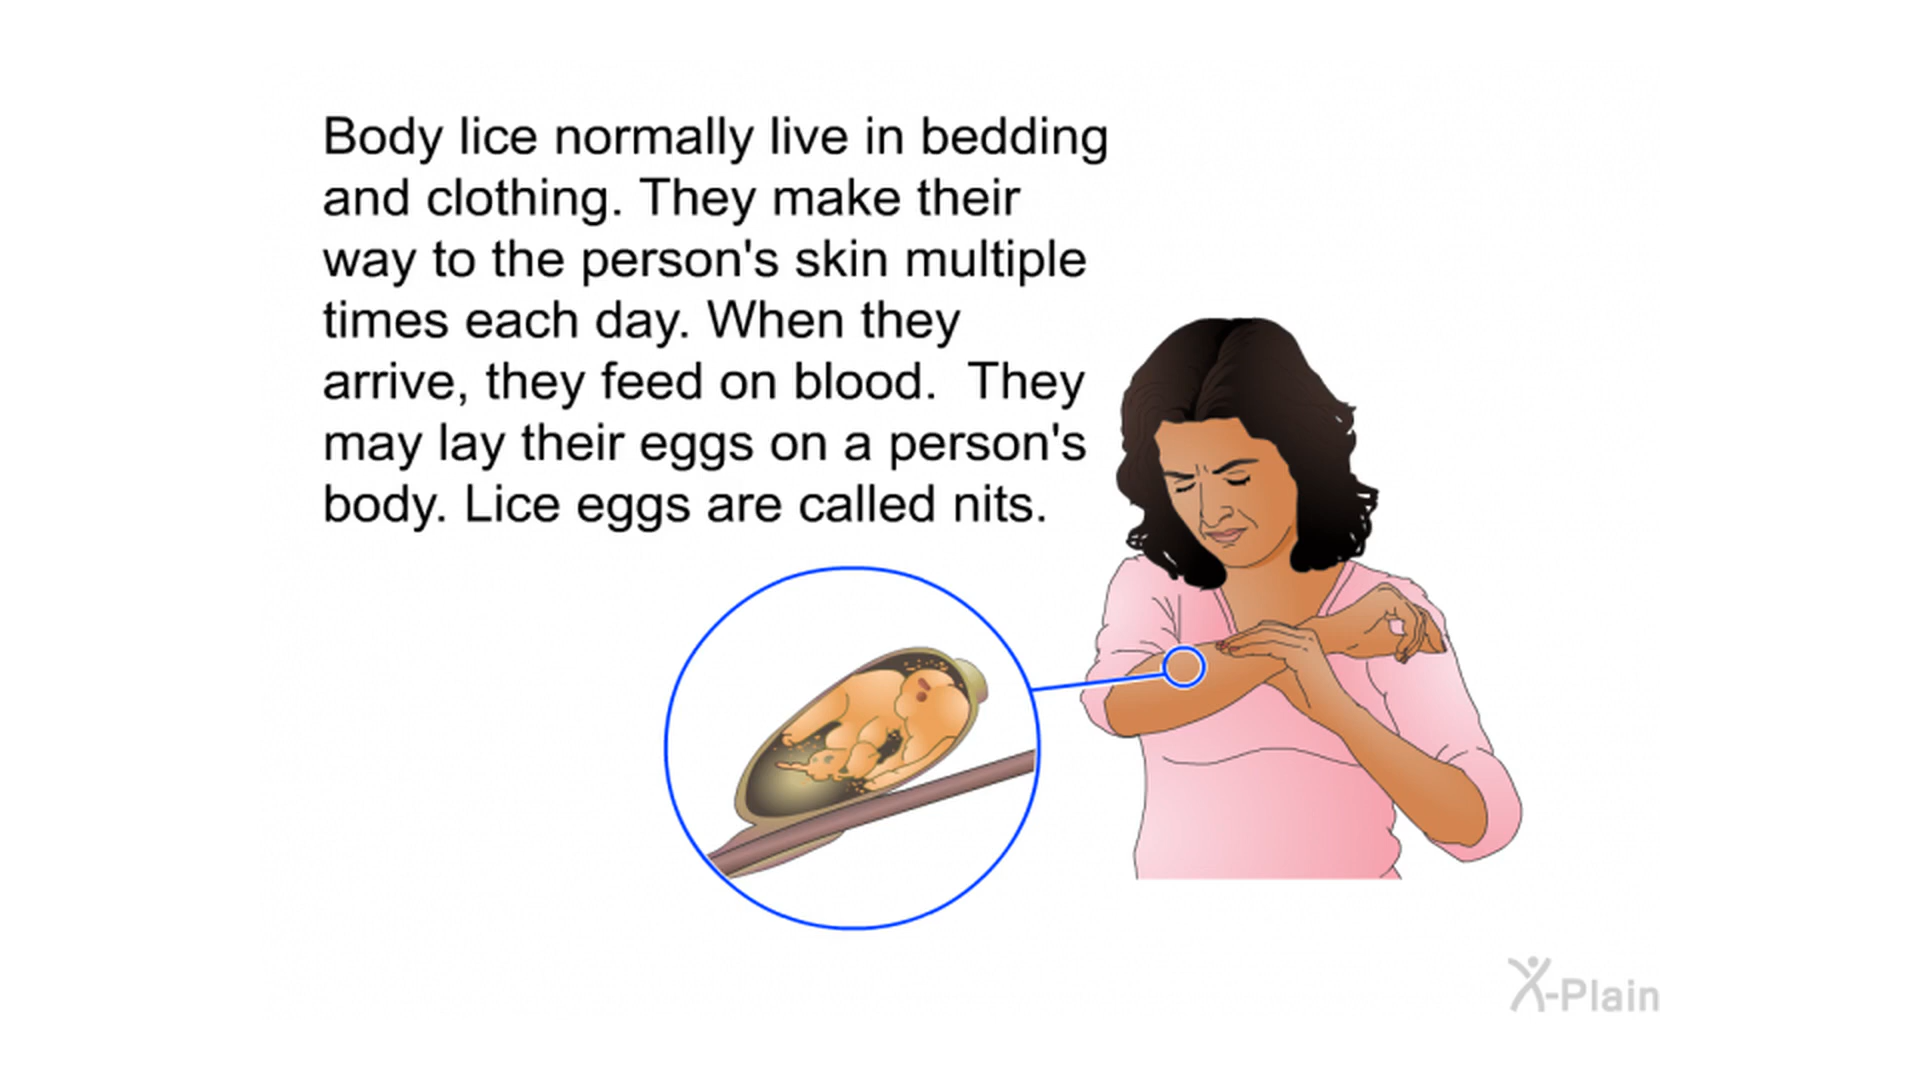 Body lice normally live in bedding
and clothing. They make their
way to the person's skin multiple
times each day. When they
arrive, they feed on blood.  They
may lay their eggs on a person's
body. Lice eggs are called nits.
X-Plain